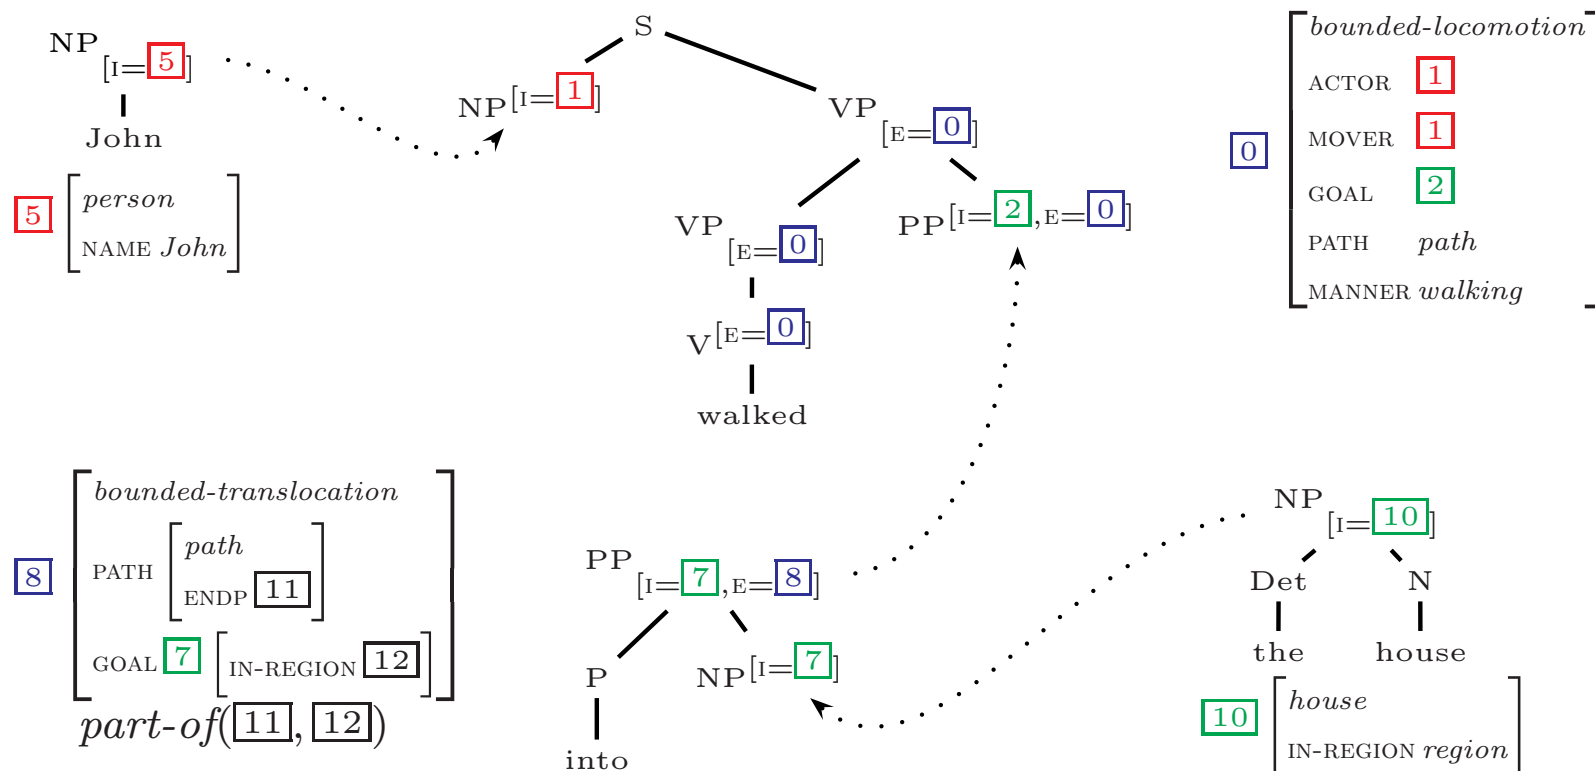 S
NP[I=5]
John
5 [person
NAME John]
NP[I=1]
VP[E=0]
VP[E=0]
PP[I=2,E=0]
V[E=0]
walked
0 [bounded-locomotion
ACTOR 1
MOVER 1
GOAL 2
PATH path
MANNER walking]
8 [bounded-translocation
PATH [path
ENDP 11]
GOAL 7 [IN-REGION 12]]
part-of(11, 12)
PP[I=7,E=8]
P
NP[I=7]
into
NP[I=10]
Det N
the house
10 [house
IN-REGION region]